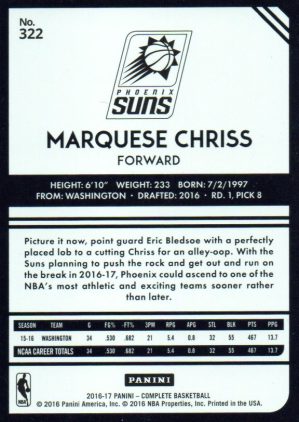 No.
322
PHOENIX
SUNS
MARQUESE CHRISS
FORWARD
HEIGHT: 6'10" WEIGHT: 233 BORN: 7/2/1997
FROM: WASHINGTON • DRAFTED: 2016 • RD. 1, PICK 8
Picture it now, point guard Eric Bledsoe with a perfectly
placed lob to a cutting Chriss for an alley-oop. With the
Suns planning to push the rock and get out and run on
the break in 2016-17, Phoenix could ascend to one of the
NBA's most athletic and exciting teams sooner rather
than later.
SEASON TEAM G FG% -FT% 3PM RPG APG STL BLK PTS PPG
15-16 WASHINGTON 34 .530 .682 21 5.4 0.8 32 55 467 13.7
NCAA CAREER TOTALS 34 .530 .682 21 5.4 0.8 32 55 467 13.7
NBA
PANINI
2016-17 PANINI - COMPLETE BASKETBALL
© 2016 Panini America, Inc. © 2016 NBA Properties, Inc. Printed in the USA.